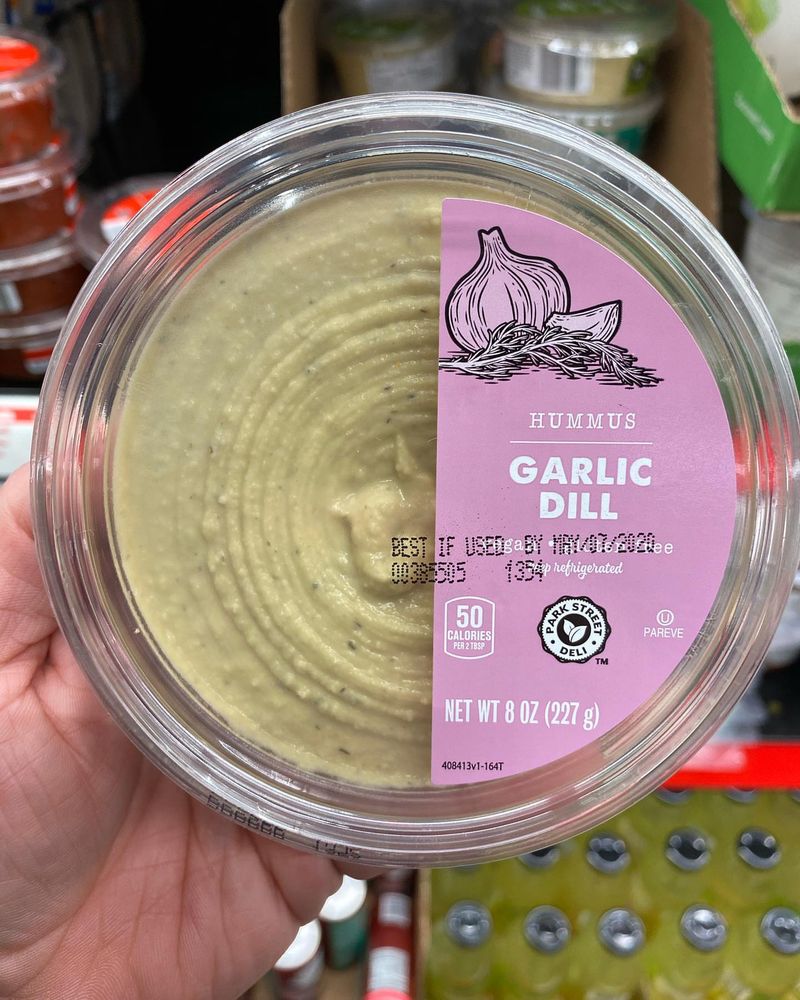 HUMMUS
GARLIC
DILL
BEST IF USED BY MAY/07/2020
00385505 1354
refrigerated
50
CALORIES
PER 2 TBSP
PARK STREET
DELI
TM
U
PAREVE
NET WT 8 OZ (227 g)
408413v1-164T